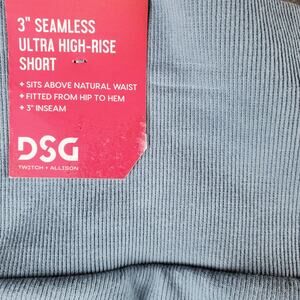 3" SEAMLESS
ULTRA HIGH-RISE
SHORT
+ SITS ABOVE NATURAL WAIST
+ FITTED FROM HIP TO HEM
+ 3" INSEAM
DSG
TWITCH + ALLISON